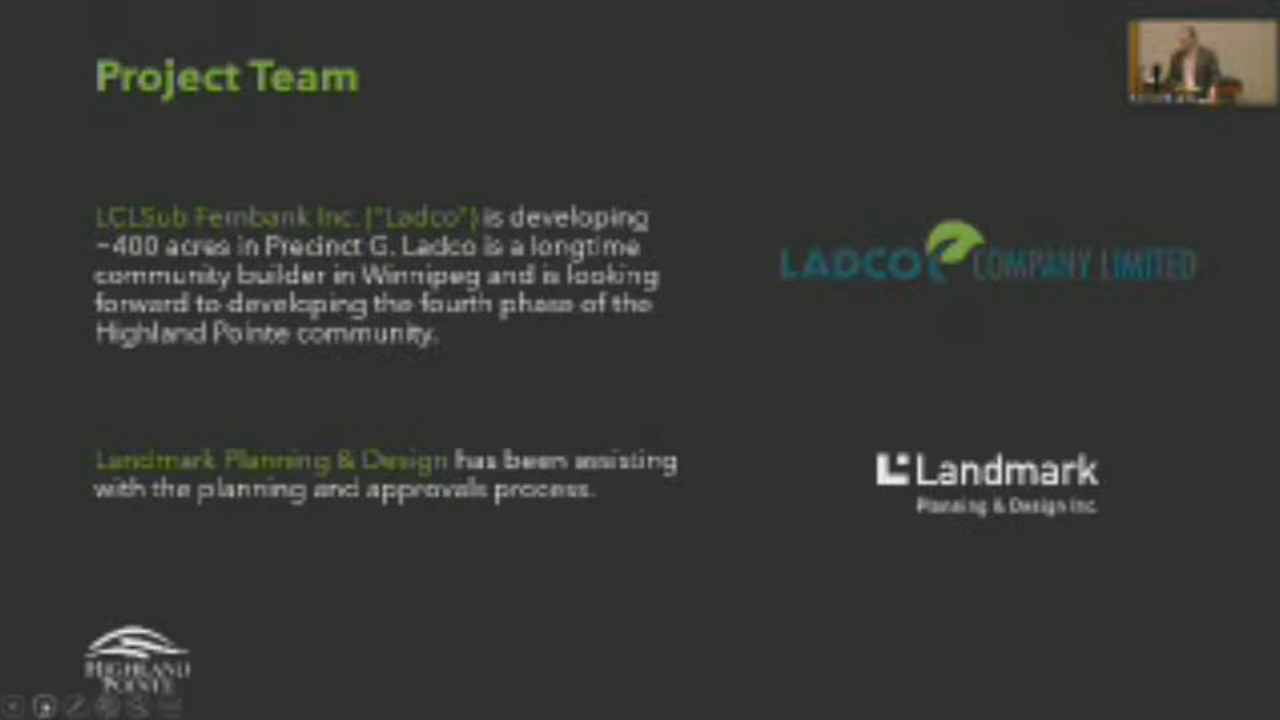 Project Team
LCLSub Fernbank Inc. ("Ladco") is developing
~400 acres in Precinct G. Ladco is a longtime
community builder in Winnipeg and is looking
forward to developing the fourth phase of the
Highland Pointe community.
LADCO COMPANY LIMITED
Landmark Planning & Design has been assisting
with the planning and approvals process.
Landmark
Planning & Design Inc.
HIGHLAND
POINTE